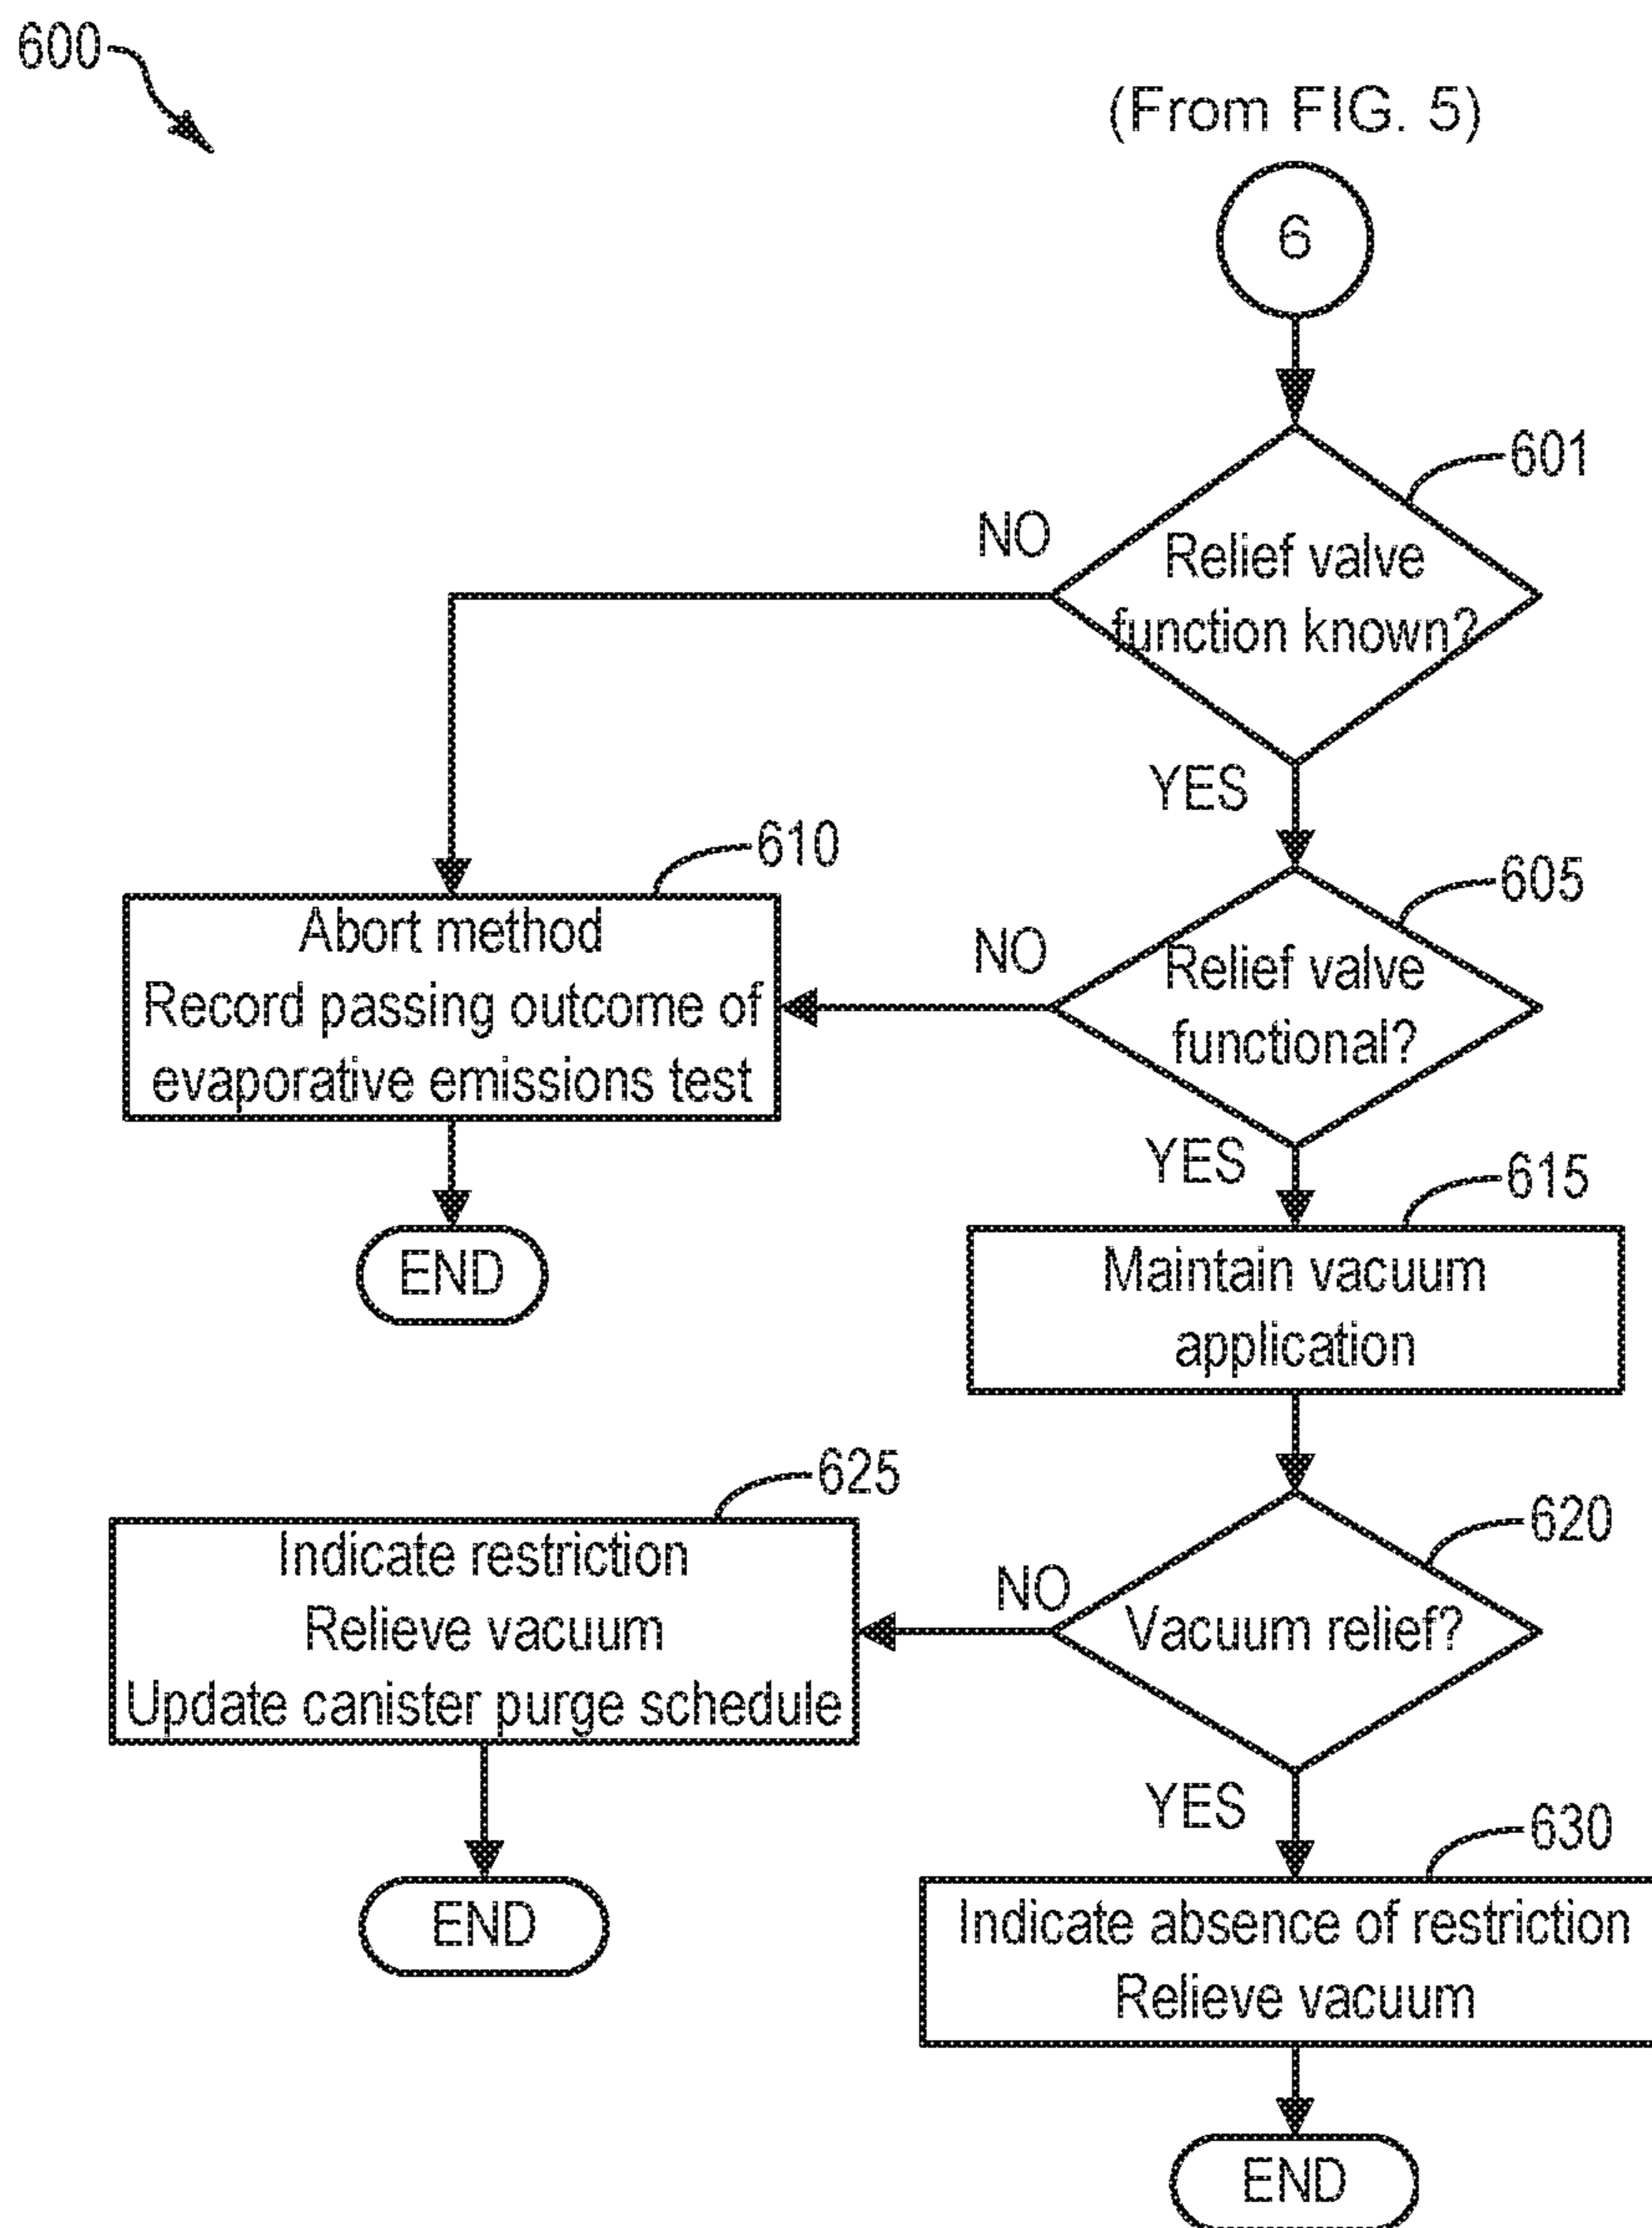 600
(From FIG. 5)
6
601
NO
Relief valve
function known?
YES
610
605
Abort method
Record passing outcome of
evaporative emissions test
NO
Relief valve
functional?
YES
615
END
Maintain vacuum
application
625
620
Indicate restriction
Relieve vacuum
Update canister purge schedule
NO
Vacuum relief?
YES
630
END
Indicate absence of restriction
Relieve vacuum
END